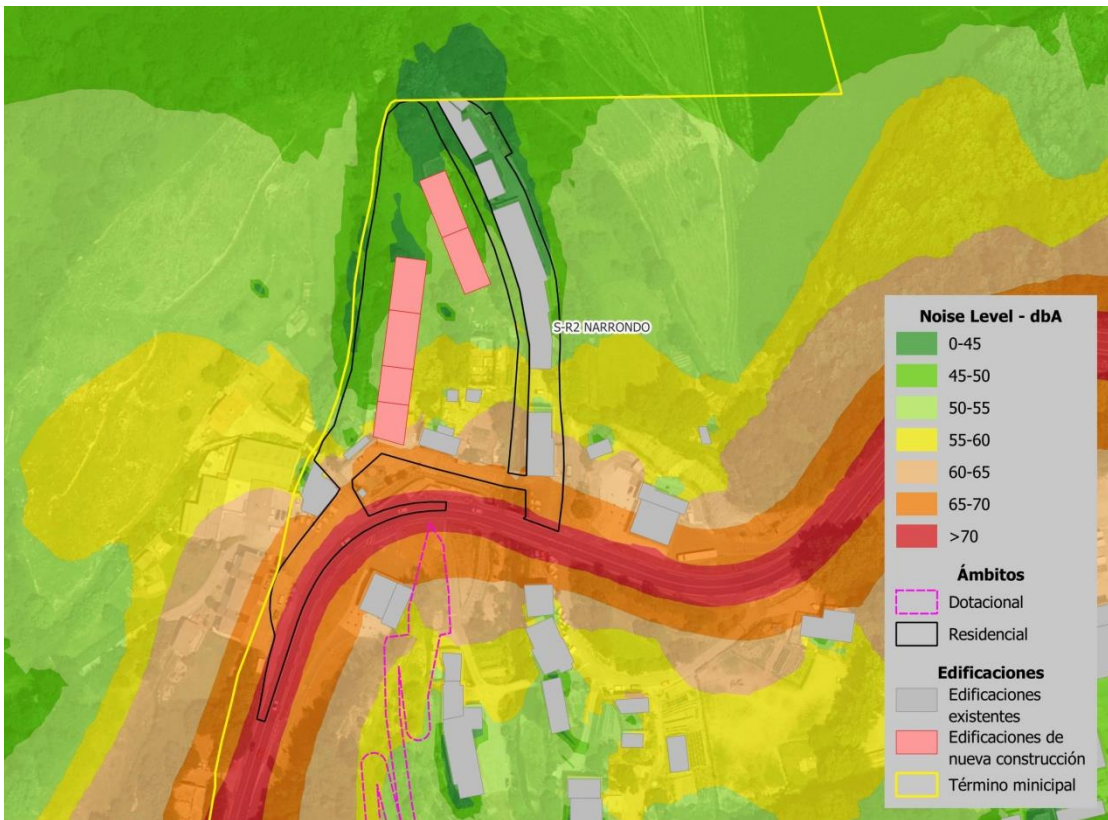 S-R2 NARRONDO
Noise Level - dbA
0-45
45-50
50-55
55-60
60-65
65-70
>70
Ámbitos
Dotacional
Residencial
Edificaciones
Edificaciones
existentes
Edificaciones de
nueva construcción
Término minicipal